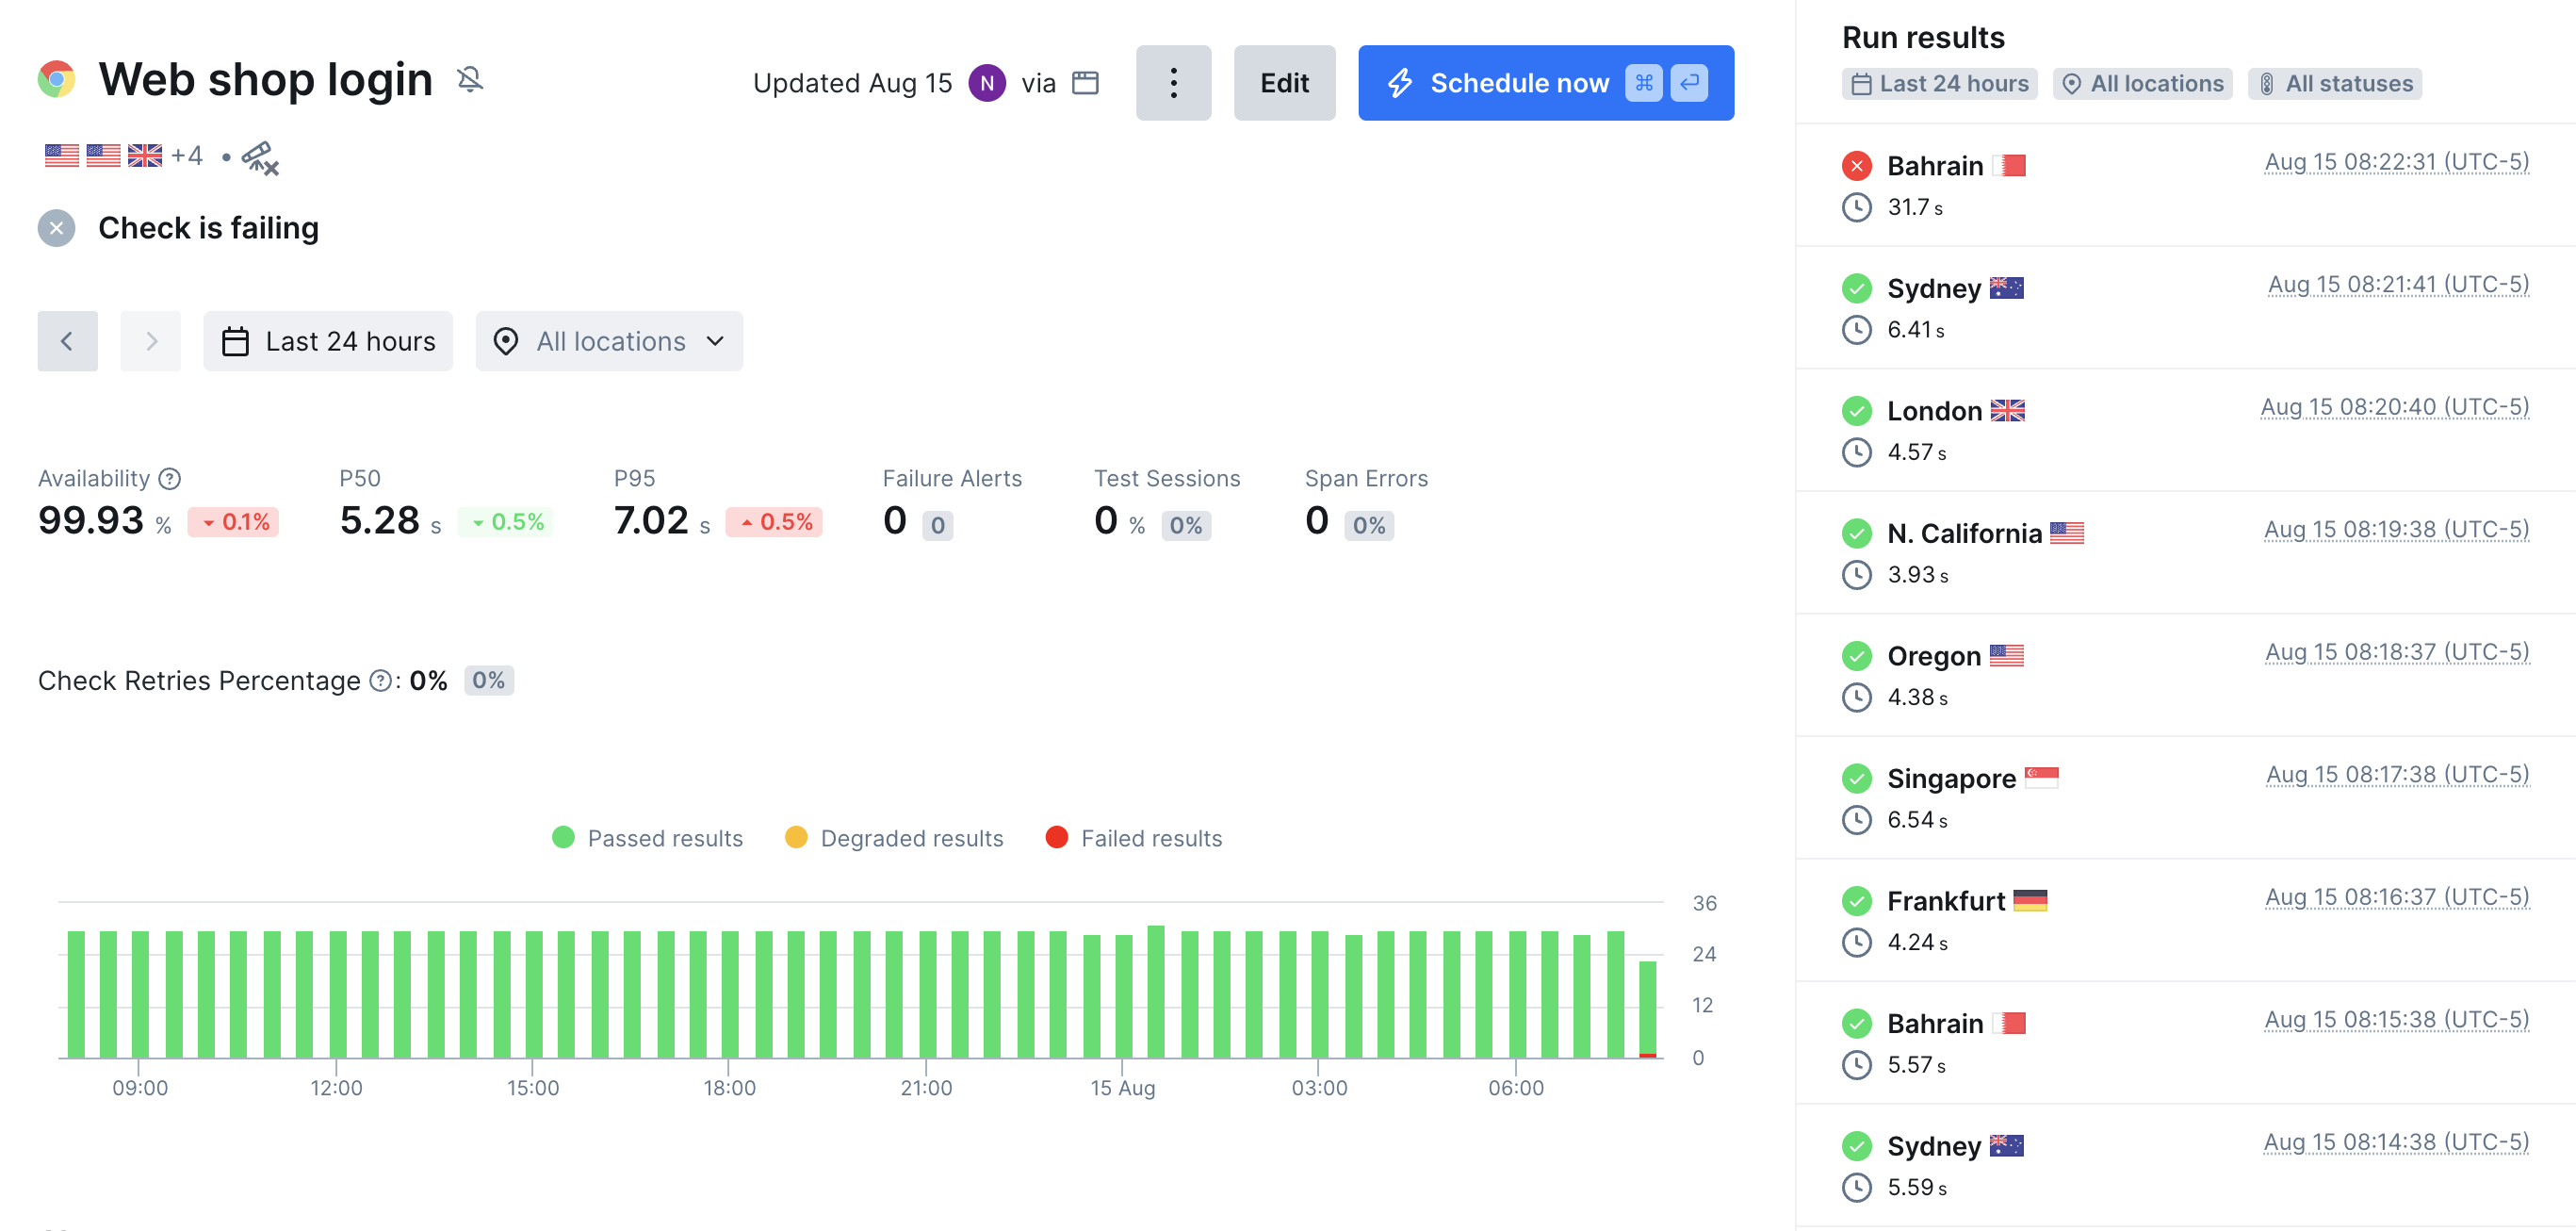 Web shop login
Updated Aug 15 N via
Edit
Schedule now
+4
Check is failing
Last 24 hours
All locations
Availability
99.93 % 0.1%
P50
5.28 s 0.5%
P95
7.02 s 0.5%
Failure Alerts
0 0
Test Sessions
0 % 0%
Span Errors
0 0%
Check Retries Percentage ?: 0% 0%
Passed results
Degraded results
Failed results
36
24
12
0
09:00 12:00 15:00 18:00 21:00 15 Aug 03:00 06:00
Run results
Last 24 hours All locations All statuses
Bahrain Aug 15 08:22:31 (UTC-5)
31.7 s
Sydney Aug 15 08:21:41 (UTC-5)
6.41 s
London Aug 15 08:20:40 (UTC-5)
4.57 s
N. California Aug 15 08:19:38 (UTC-5)
3.93 s
Oregon Aug 15 08:18:37 (UTC-5)
4.38 s
Singapore Aug 15 08:17:38 (UTC-5)
6.54 s
Frankfurt Aug 15 08:16:37 (UTC-5)
4.24 s
Bahrain Aug 15 08:15:38 (UTC-5)
5.57 s
Sydney Aug 15 08:14:38 (UTC-5)
5.59 s